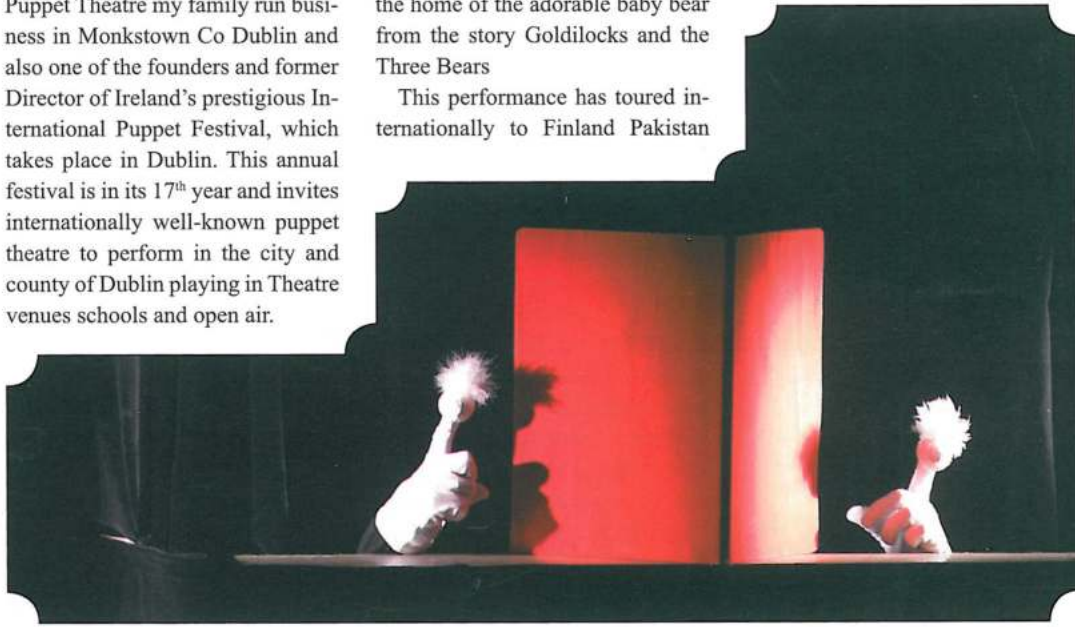 Puppet Theatre my family run busi-
ness in Monkstown Co Dublin and
also one of the founders and former
Director of Ireland's prestigious In-
ternational Puppet Festival, which
takes place in Dublin. This annual
festival is in its 17th year and invites
internationally well-known puppet
theatre to perform in the city and
county of Dublin playing in Theatre
venues schools and open air.
the home of the adorable baby bear
from the story Goldilocks and the
Three Bears
This performance has toured in-
ternationally to Finland Pakistan